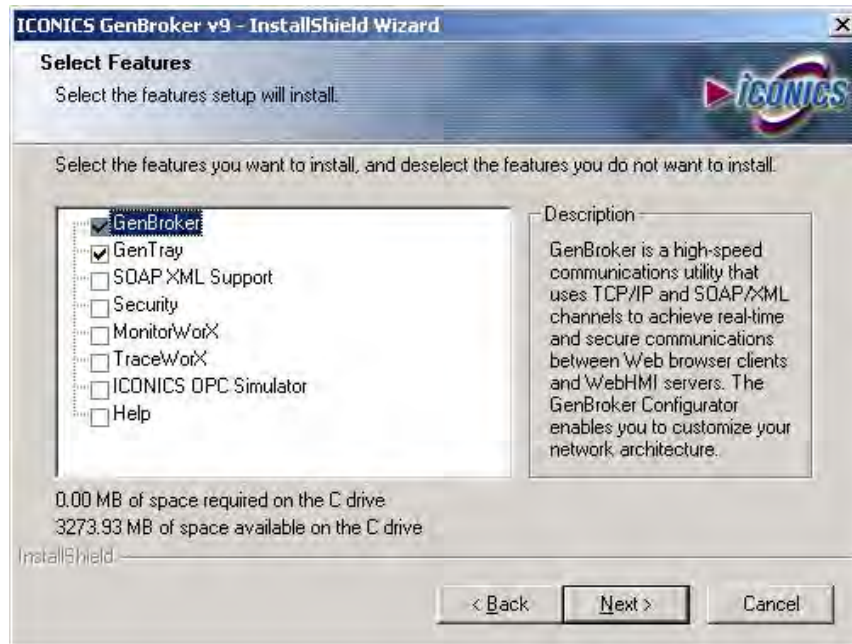 ICONICS GenBroker v9 - InstallShield Wizard
Select Features
Select the features setup will install.
ICONICS
Select the features you want to install, and deselect the features you do not want to install.
GenBroker
GenTray
SOAP XML Support
Security
MonitorWorX
TraceWorX
ICONICS OPC Simulator
Help
Description
GenBroker is a high-speed
communications utility that
uses TCP/IP and SOAP/XML
channels to achieve real-time
and secure communications
between Web browser clients
and WebHMI servers. The
GenBroker Configurator
enables you to customize your
network architecture.
0.00 MB of space required on the C drive
3273.93 MB of space available on the C drive
InstallShield
< Back
Next >
Cancel